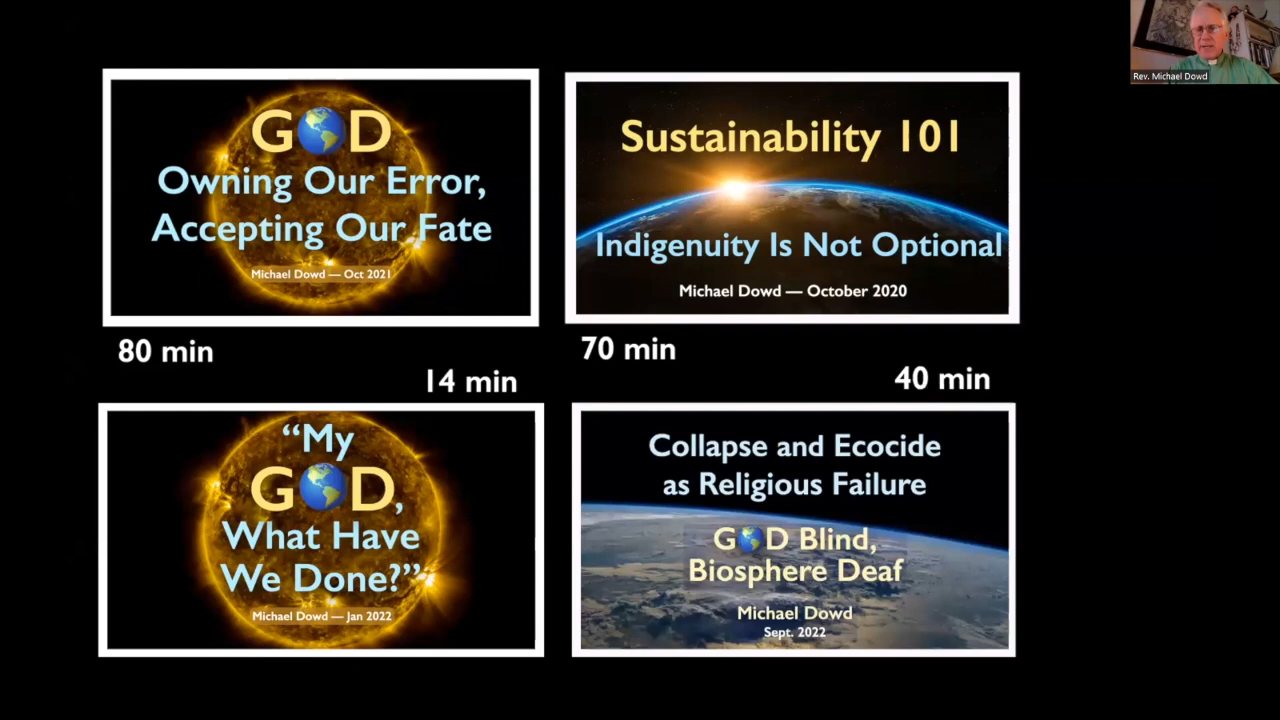 GOD
Owning Our Error,
Accepting Our Fate
Michael Dowd — Oct 2021
80 min
Sustainability 101
Indigenuity Is Not Optional
Michael Dowd — October 2020
70 min
14 min
“My
GOD,
What Have
We Done?”
Michael Dowd — Jan 2022
40 min
Collapse and Ecocide
as Religious Failure
GOD Blind,
Biosphere Deaf
Michael Dowd
Sept. 2022
Rev. Michael Dowd